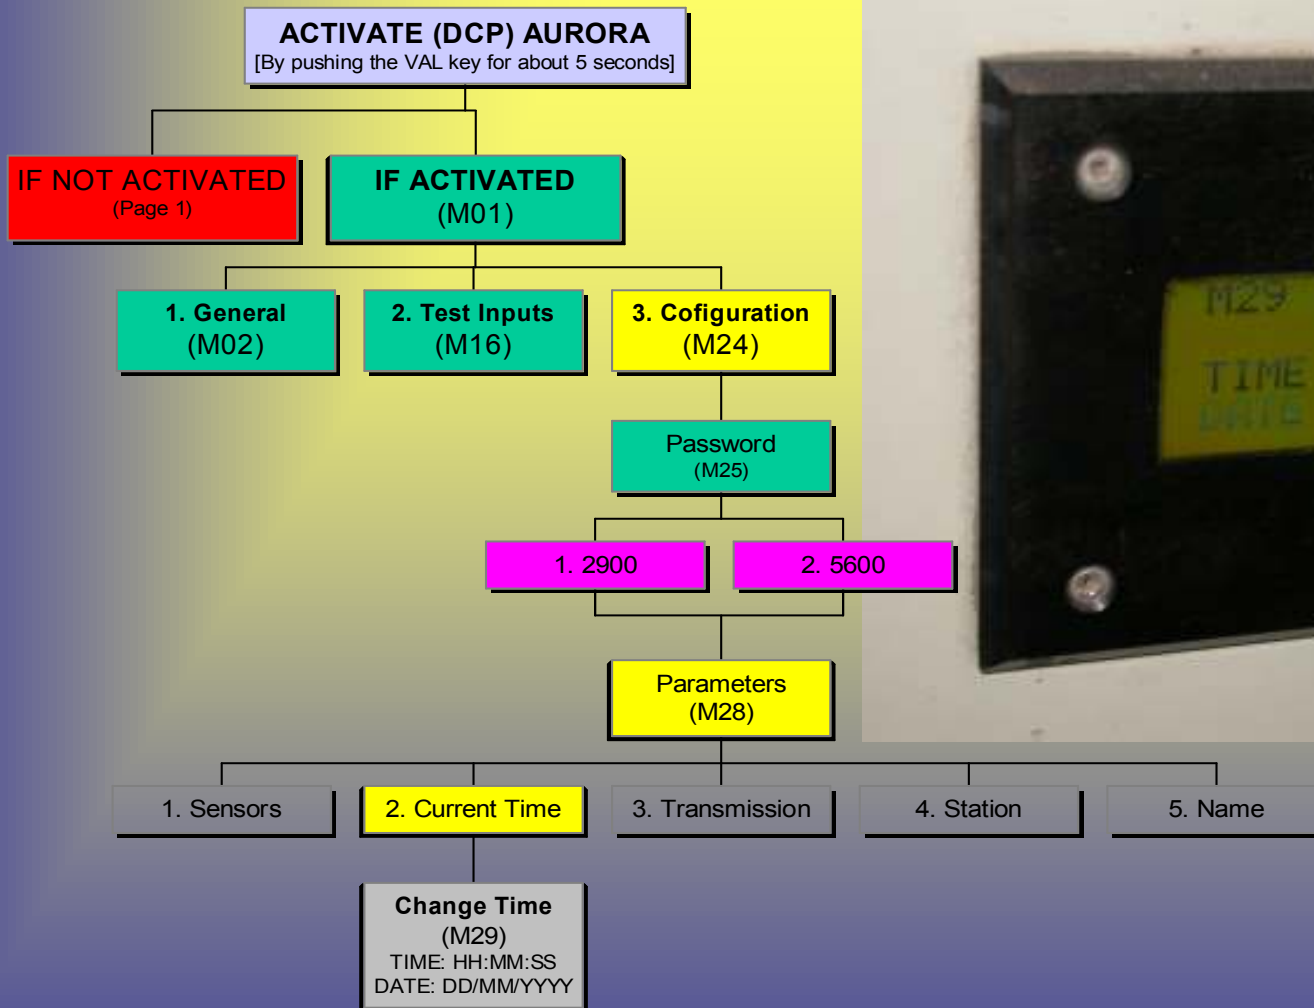 ACTIVATE (DCP) AURORA
[By pushing the VAL key for about 5 seconds]
IF NOT ACTIVATED
(Page 1)
IF ACTIVATED
(M01)
1. General
(M02)
2. Test Inputs
(M16)
3. Cofiguration
(M24)
Password
(M25)
1. 2900
2. 5600
Parameters
(M28)
1. Sensors
2. Current Time
3. Transmission
4. Station
5. Name
Change Time
(M29)
TIME: HH:MM:SS
DATE: DD/MM/YYYY
M29
TIME
DATE